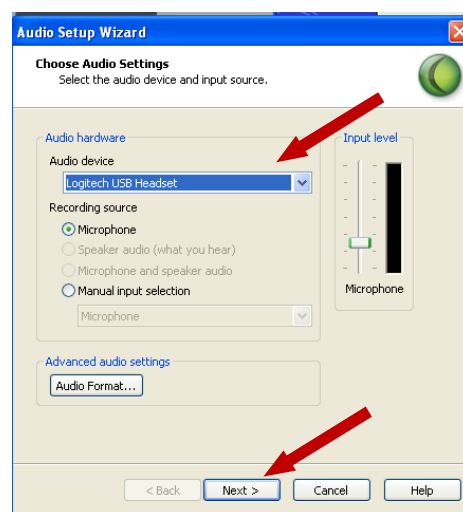 Audio Setup Wizard
Choose Audio Settings
Select the audio device and input source.
Audio hardware
Audio device
Logitech USB Headset
Recording source
Microphone
Speaker audio (what you hear)
Microphone and speaker audio
Manual input selection
Microphone
Input level
Microphone
Advanced audio settings
Audio Format...
< Back Next > Cancel Help